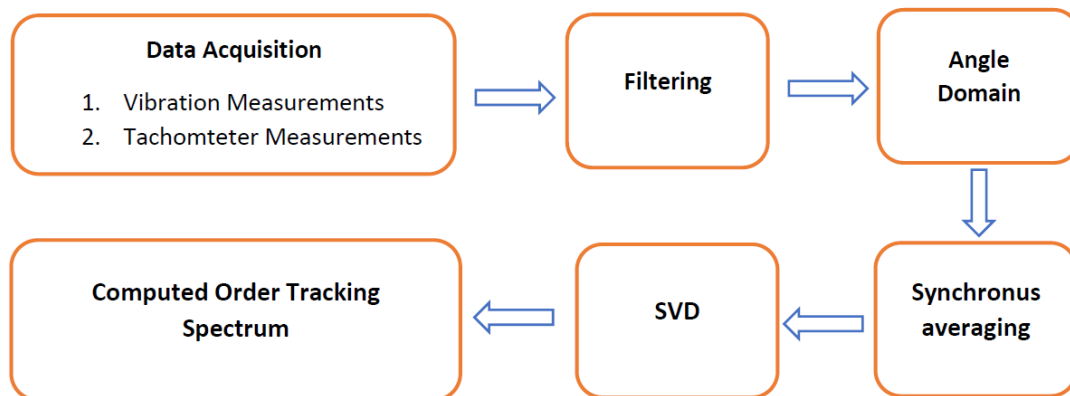 Data Acquisition
1. Vibration Measurements
2. Tachomteter Measurements
Filtering
Angle
Domain
Synchronus
averaging
SVD
Computed Order Tracking
Spectrum